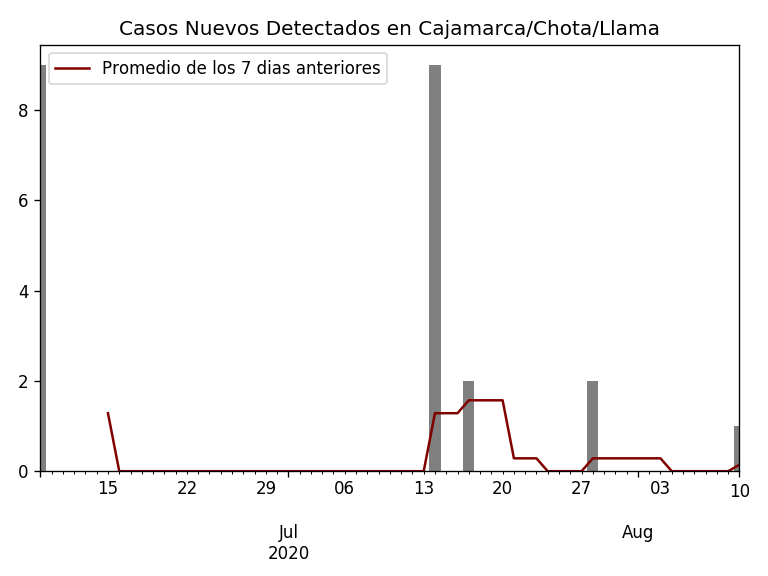 Casos Nuevos Detectados en Cajamarca/Chota/Llama
Promedio de los 7 dias anteriores
8
6
4
2
0
15 22 29 06 13 20 27 03 10
Jul Aug
2020